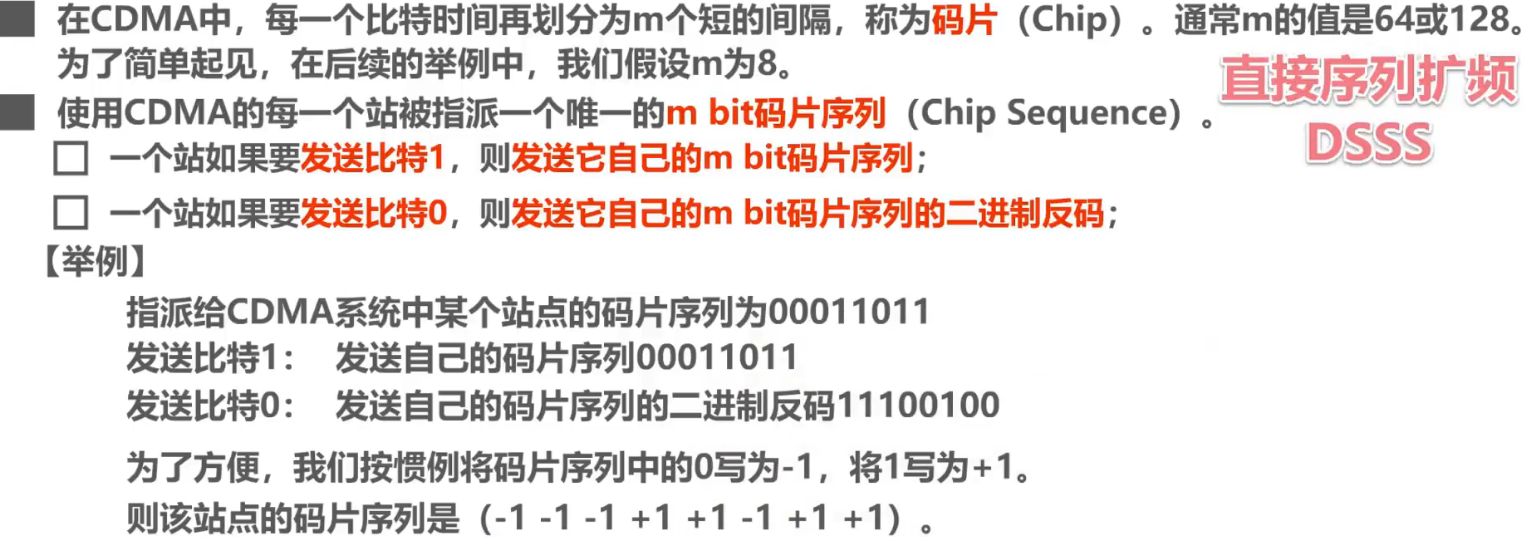 在CDMA中，每一个比特时间再划分为m个短的间隔，称为码片（Chip）。通常m的值是64或128。
为了简单起见，在后续的举例中，我们假设m为8。
直接序列扩频
DSSS
使用CDMA的每一个站被指派一个唯一的m bit码片序列（Chip Sequence）。
一个站如果要发送比特1，则发送它自己的m bit码片序列；
一个站如果要发送比特0，则发送它自己的m bit码片序列的二进制反码；
【举例】
指派给CDMA系统中某个站点的码片序列为00011011
发送比特1： 发送自己的码片序列00011011
发送比特0： 发送自己的码片序列的二进制反码11100100
为了方便，我们按惯例将码片序列中的0写为-1，将1写为+1。
则该站点的码片序列是（-1 -1 -1 +1 +1 -1 +1 +1）。